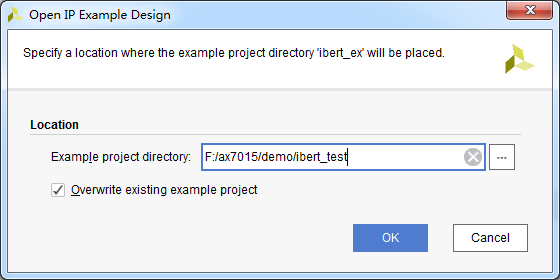 Open IP Example Design
Specify a location where the example project directory 'ibert_ex' will be placed.
Location
Example project directory: F:/ax7015/demo/ibert_test
Overwrite existing example project
OK Cancel